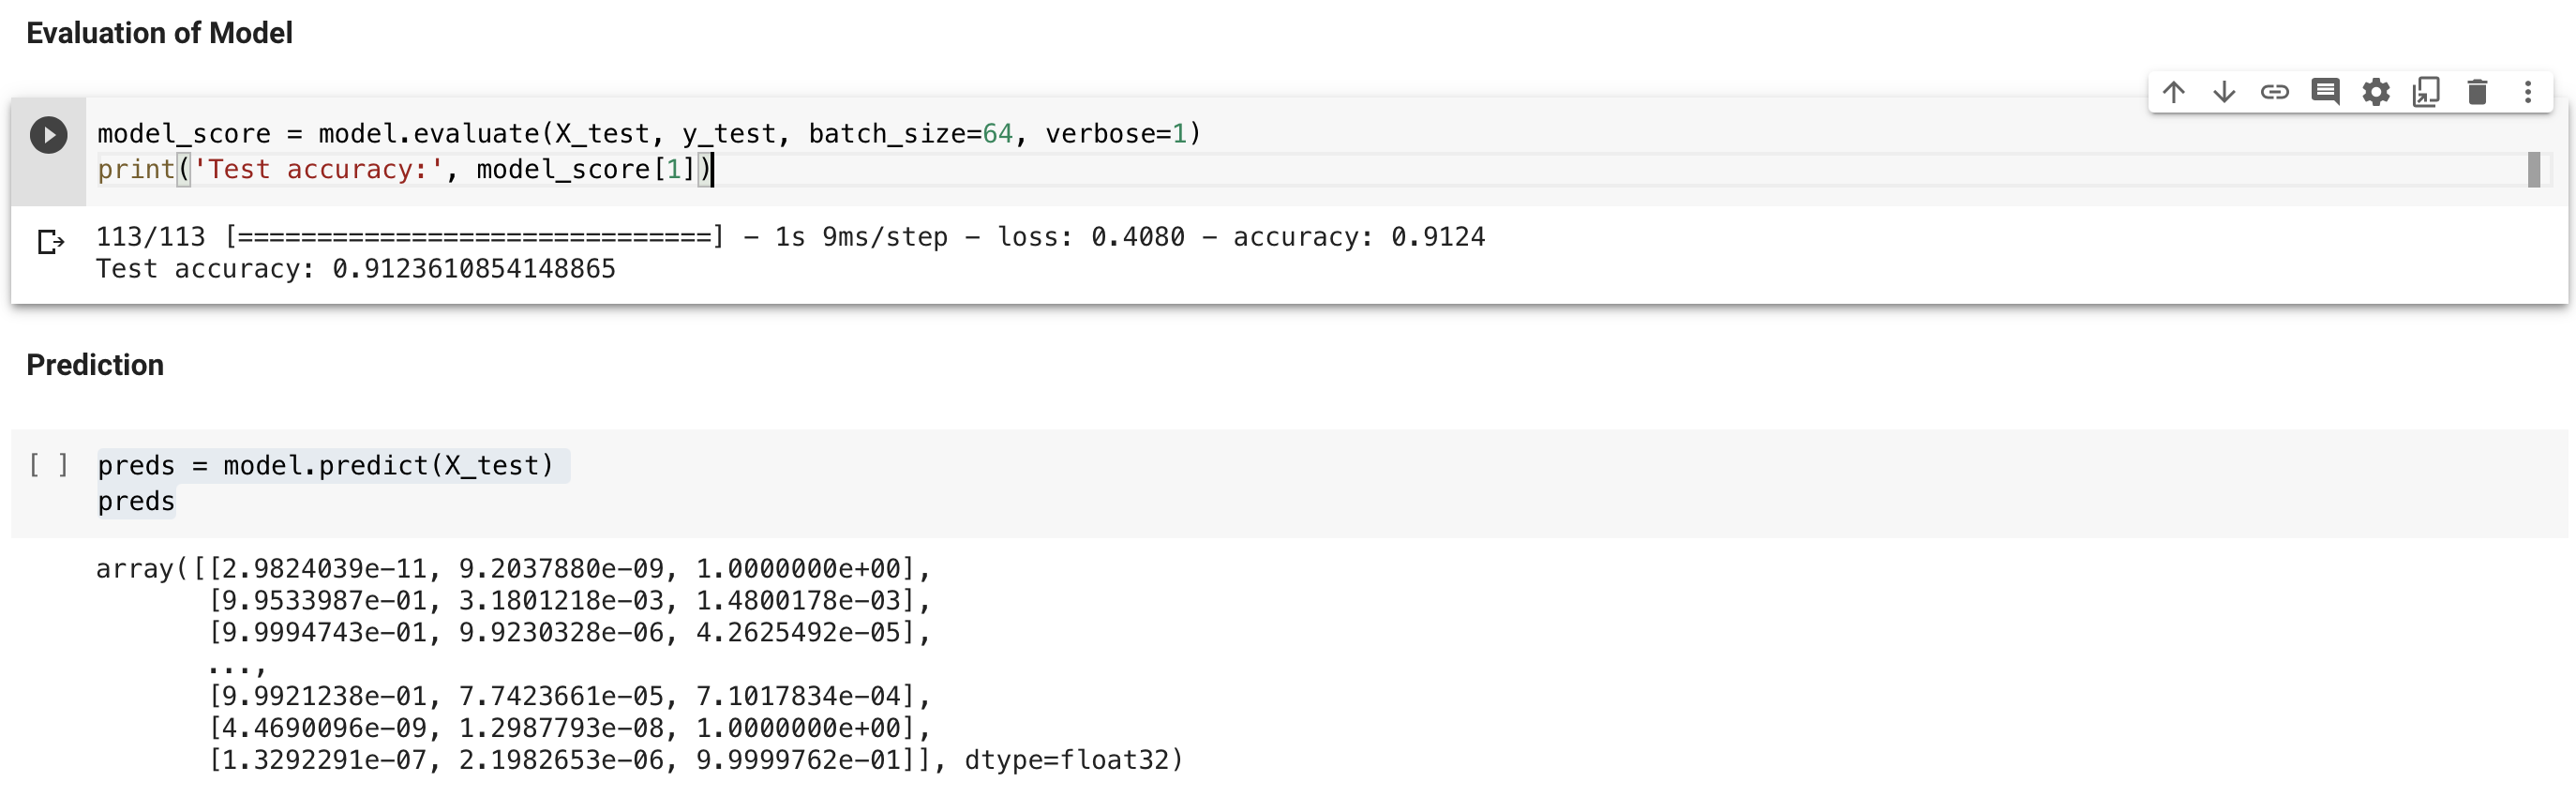 Evaluation of Model
model_score = model.evaluate(X_test, y_test, batch_size=64, verbose=1)
print('Test accuracy:', model_score[1])
113/113 [==============================] – 1s 9ms/step – loss: 0.4080 – accuracy: 0.9124
Test accuracy: 0.9123610854148865
Prediction
[ ] preds = model.predict(X_test)
preds
array([[2.9824039e–11, 9.2037880e–09, 1.0000000e+00],
[9.9533987e–01, 3.1801218e–03, 1.4800178e–03],
[9.9994743e–01, 9.9230328e–06, 4.2625492e–05],
...,
[9.9921238e–01, 7.7423661e–05, 7.1017834e–04],
[4.4690096e–09, 1.2987793e–08, 1.0000000e+00],
[1.3292291e–07, 2.1982653e–06, 9.9999762e–01]], dtype=float32)